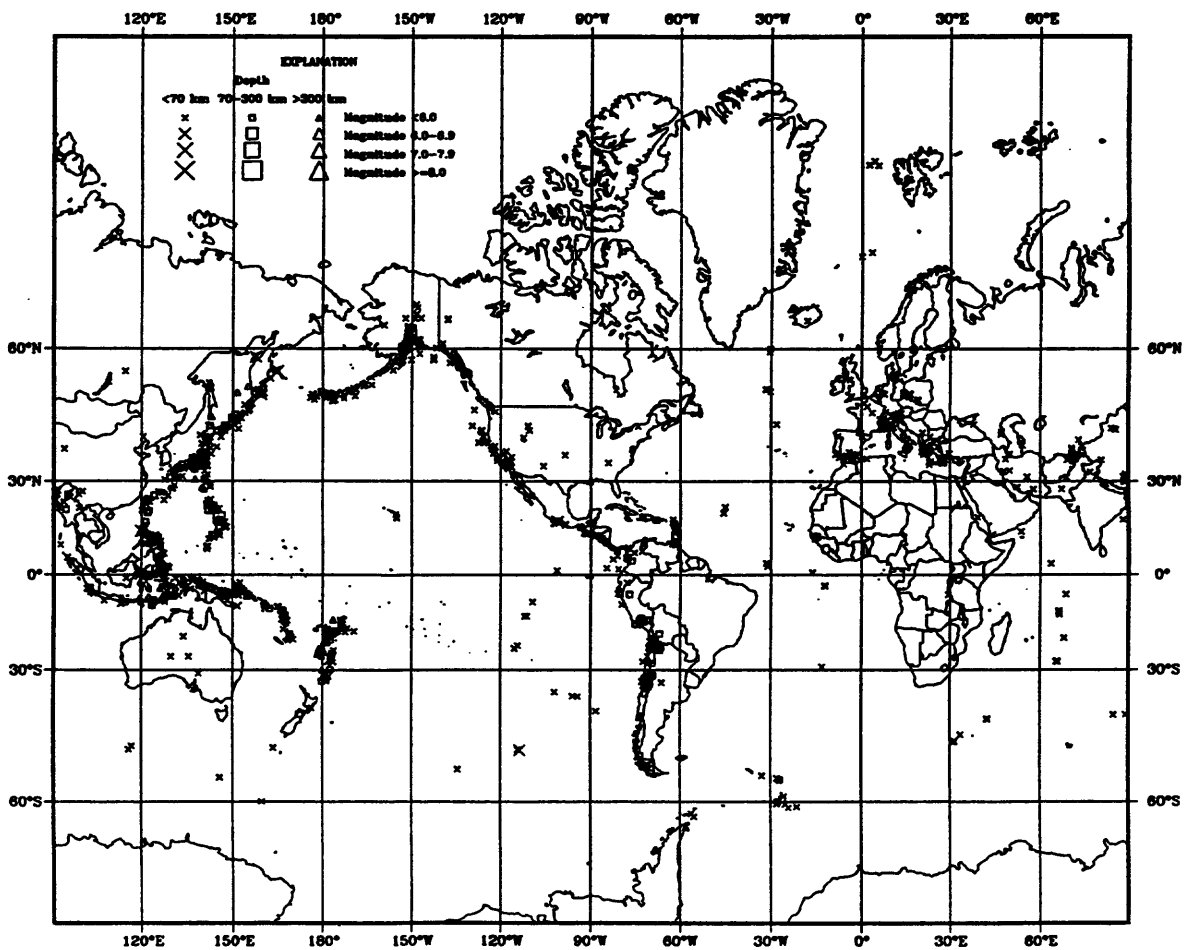 120°E 150°E 180° 150°W 120°W 90°W 60°W 30°W 0° 30°E 60°E
EXPLANATION
Depth
<70 km 70-300 km >300 km
Magnitude <6.0
Magnitude 6.0-6.9
Magnitude 7.0-7.9
Magnitude >=8.0
60°N 60°N
30°N 30°N
0° 0°
30°S 30°S
60°S 60°S
120°E 150°E 180° 150°W 120°W 90°W 60°W 30°W 0° 30°E 60°E